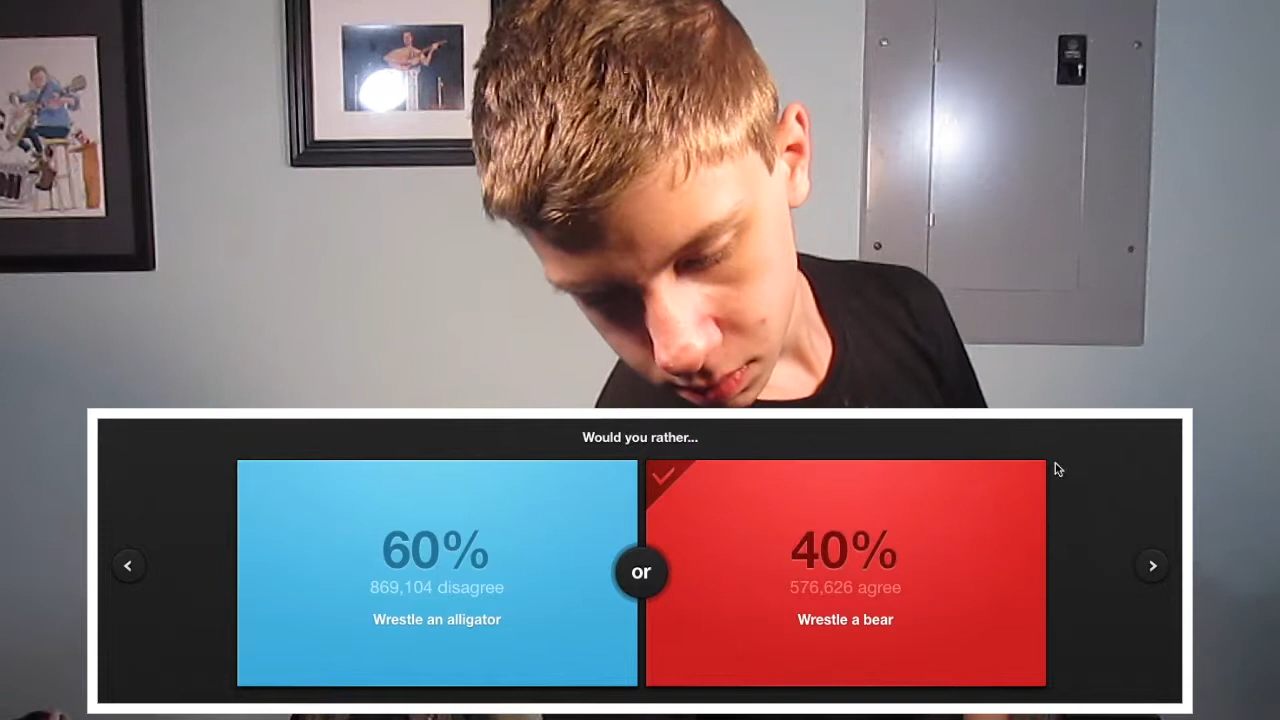 Would you rather...
60%
869,104 disagree
Wrestle an alligator
or
40%
576,626 agree
Wrestle a bear